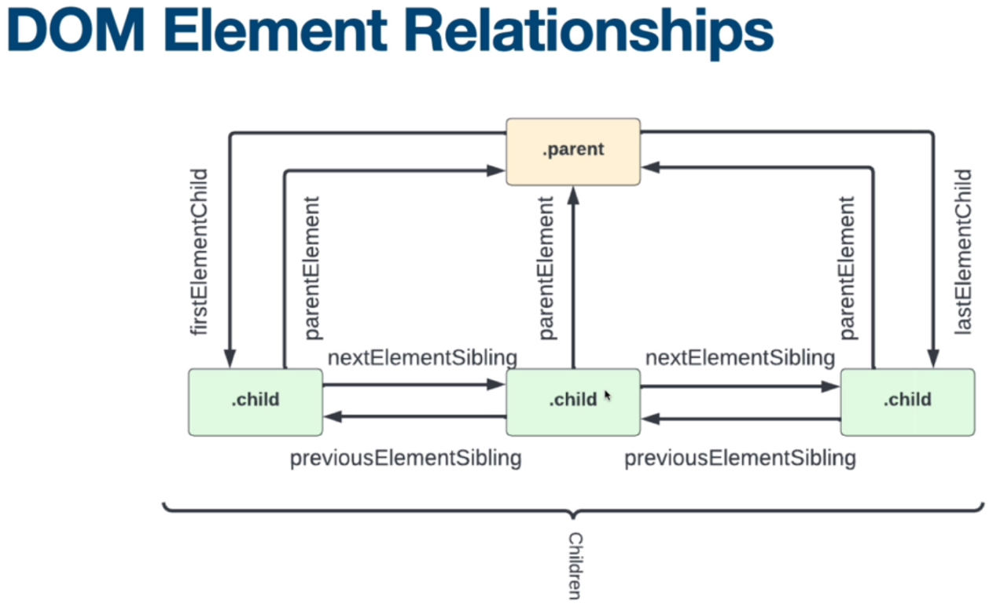 DOM Element Relationships
.parent
firstElementChild
parentElement
parentElement
parentElement
lastElementChild
nextElementSibling
nextElementSibling
.child
.child
.child
previousElementSibling
previousElementSibling
Children